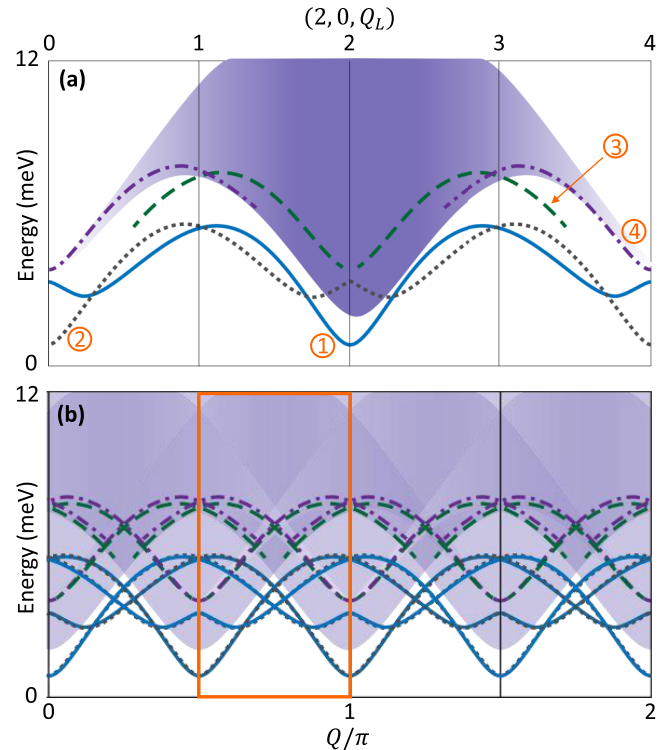 (2, 0, Q_L)
0 1 2 3 4
12
(a)
③
④
Energy (meV)
②
①
0
12
(b)
Energy (meV)
0
0 1 2
Q/π